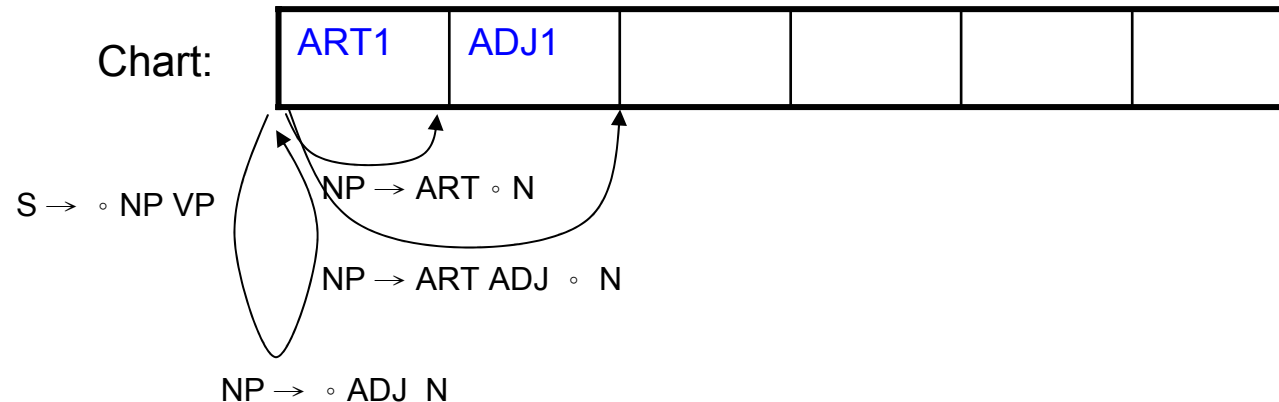 Chart: ART1 ADJ1
NP → ART ∘ N
S → ∘ NP VP
NP → ART ADJ ∘ N
NP → ∘ ADJ N